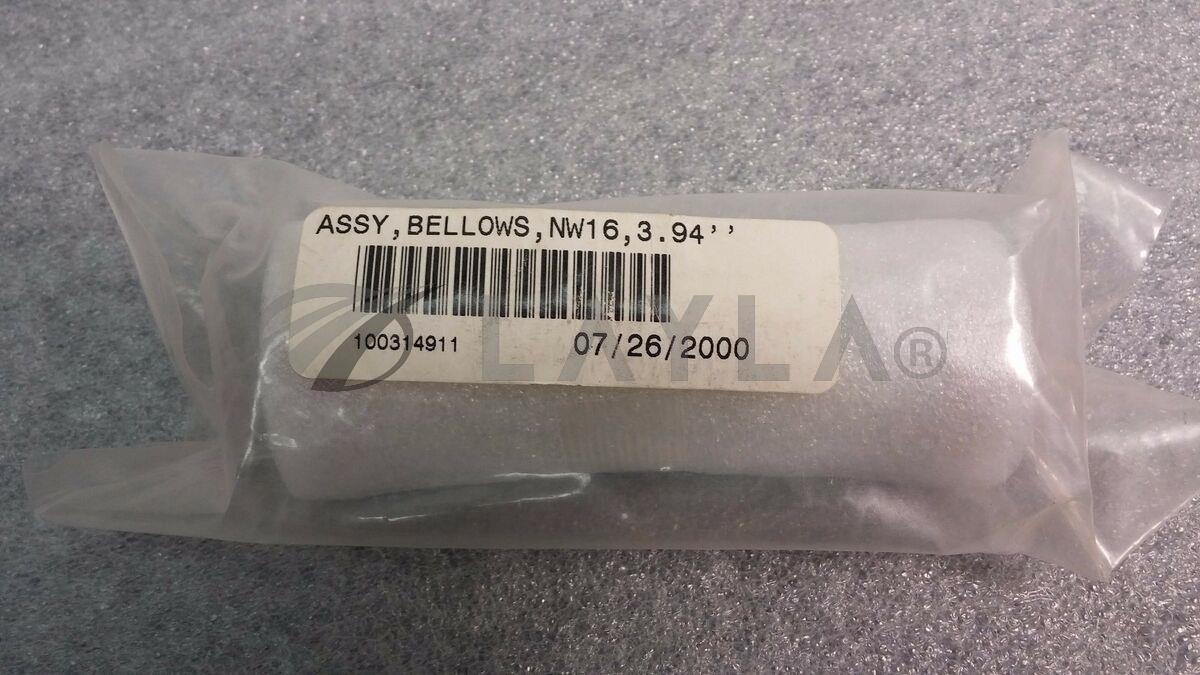 ASSY,BELLOWS,NW16,3.94''
100314911 07/26/2000
LAYLA®